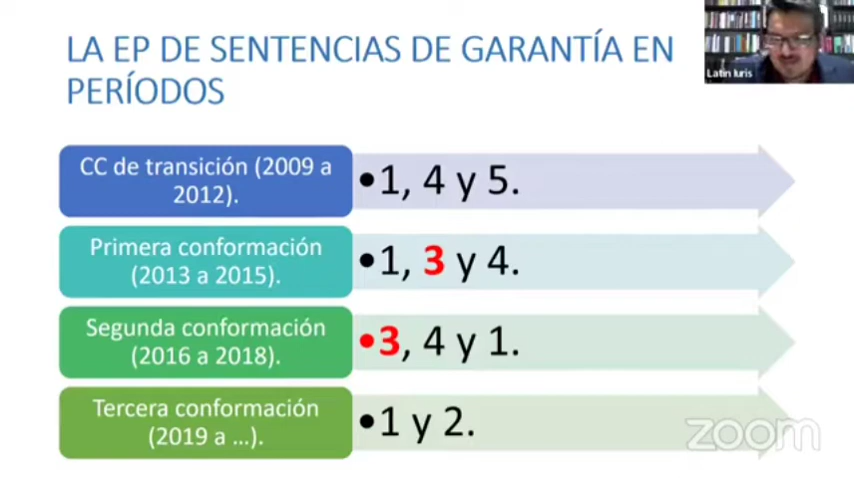 LA EP DE SENTENCIAS DE GARANTÍA EN
PERÍODOS
Latin Iuris
CC de transición (2009 a
2012).
•1, 4 y 5.
Primera conformación
(2013 a 2015).
•1, 3 y 4.
Segunda conformación
(2016 a 2018).
•3, 4 y 1.
Tercera conformación
(2019 a ...).
•1 y 2.
zoom